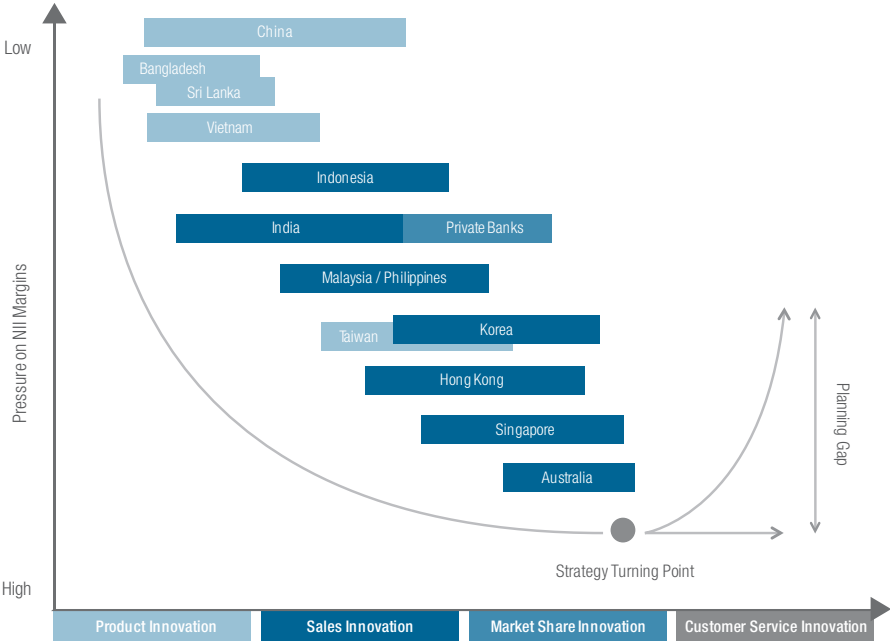 Low
China
Bangladesh
Sri Lanka
Vietnam
Indonesia
India
Private Banks
Malaysia / Philippines
Korea
Taiwan
Hong Kong
Singapore
Australia
Pressure on NII Margins
Planning Gap
Strategy Turning Point
High
Product Innovation
Sales Innovation
Market Share Innovation
Customer Service Innovation